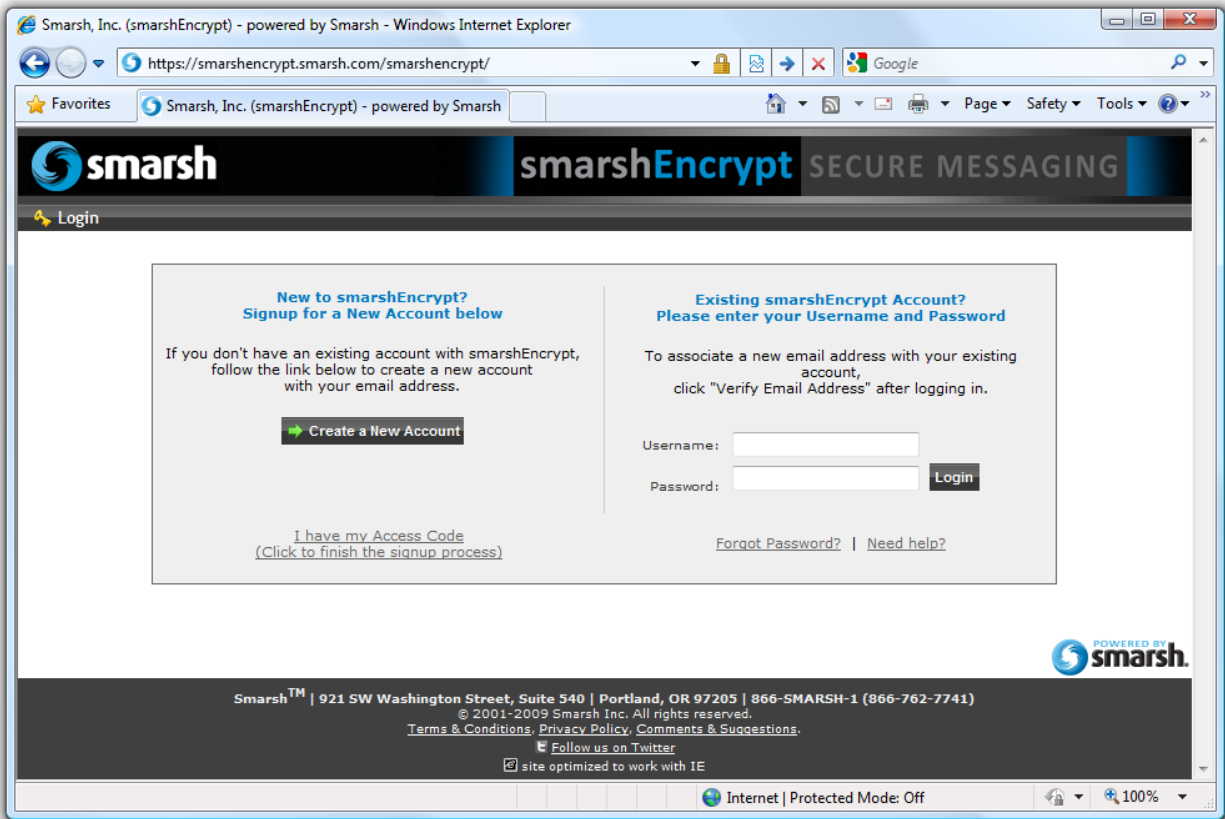 Smarsh, Inc. (smarshEncrypt) - powered by Smarsh - Windows Internet Explorer
https://smarshencrypt.smarsh.com/smarshencrypt/
Google
Favorites
Smarsh, Inc. (smarshEncrypt) - powered by Smarsh
Page
Safety
Tools
smarsh
smarshEncrypt SECURE MESSAGING
Login
New to smarshEncrypt?
Signup for a New Account below
If you don't have an existing account with smarshEncrypt,
follow the link below to create a new account
with your email address.
Create a New Account
I have my Access Code
(Click to finish the signup process)
Existing smarshEncrypt Account?
Please enter your Username and Password
To associate a new email address with your existing
account,
click "Verify Email Address" after logging in.
Username:
Password:
Login
Forgot Password? | Need help?
POWERED BY
smarsh.
Smarsh™ | 921 SW Washington Street, Suite 540 | Portland, OR 97205 | 866-SMARSH-1 (866-762-7741)
© 2001-2009 Smarsh Inc. All rights reserved.
Terms & Conditions, Privacy Policy, Comments & Suggestions.
Follow us on Twitter
site optimized to work with IE
Internet | Protected Mode: Off
100%